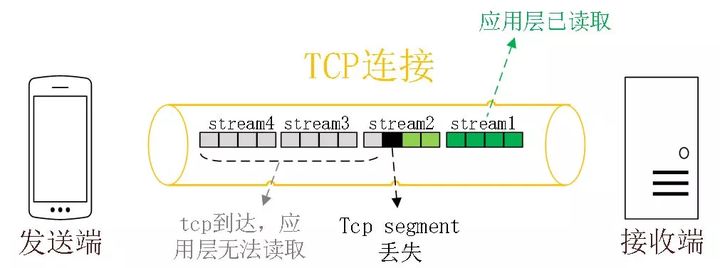 应用层已读取
TCP连接
stream4 stream3 stream2 stream1
tcp到达，应
用层无法读取
Tcp segment
丢失
发送端
接收端